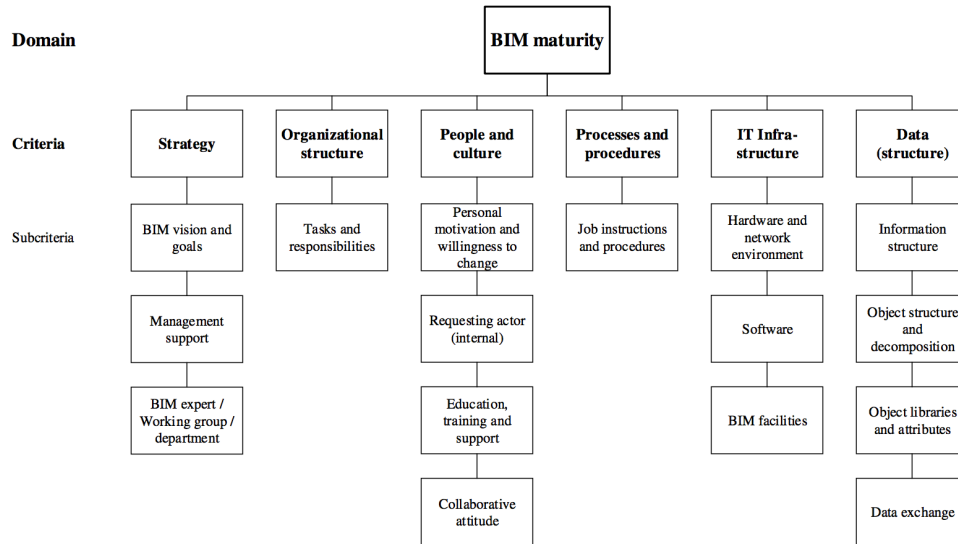 Domain
BIM maturity
Criteria
Strategy
Organizational
structure
People and
culture
Processes and
procedures
IT Infra-
structure
Data
(structure)
Subcriteria
BIM vision and
goals
Tasks and
responsibilities
Personal
motivation and
willingness to
change
Job instructions
and procedures
Hardware and
network
environment
Information
structure
Management
support
Requesting actor
(internal)
Software
Object structure
and
decomposition
BIM expert /
Working group /
department
Education,
training and
support
BIM facilities
Object libraries
and attributes
Collaborative
attitude
Data exchange